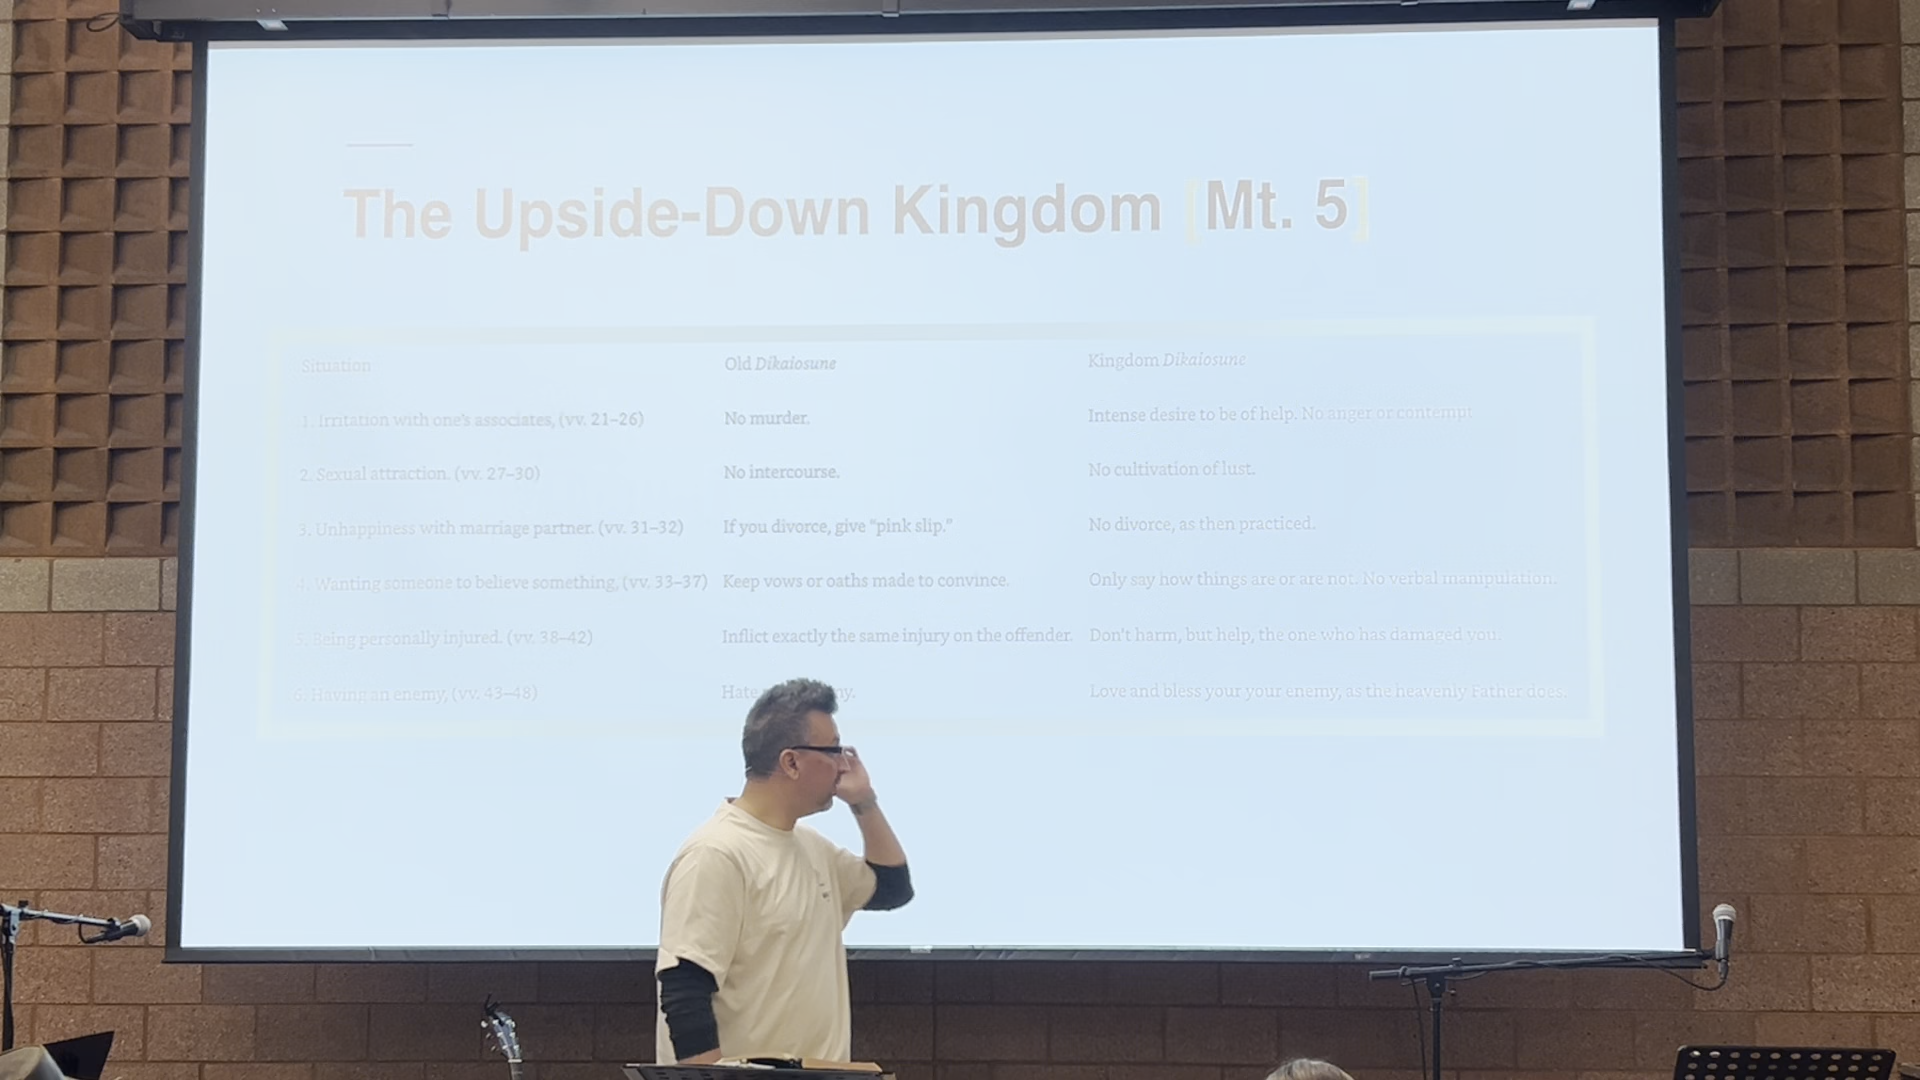 The Upside-Down Kingdom [Mt. 5]
Situation Old Dikaiosune Kingdom Dikaiosune
1. Irritation with one's associates, (vv. 21–26) No murder. Intense desire to be of help. No anger or contempt
2. Sexual attraction. (vv. 27–30) No intercourse. No cultivation of lust.
3. Unhappiness with marriage partner. (vv. 31–32) If you divorce, give "pink slip." No divorce, as then practiced.
4. Wanting someone to believe something, (vv. 33–37) Keep vows or oaths made to convince. Only say how things are or are not. No verbal manipulation.
5. Being personally injured. (vv. 38–42) Inflict exactly the same injury on the offender. Don't harm, but help, the one who has damaged you.
6. Having an enemy, (vv. 43–48) Hate Love and bless your your enemy, as the heavenly Father does.